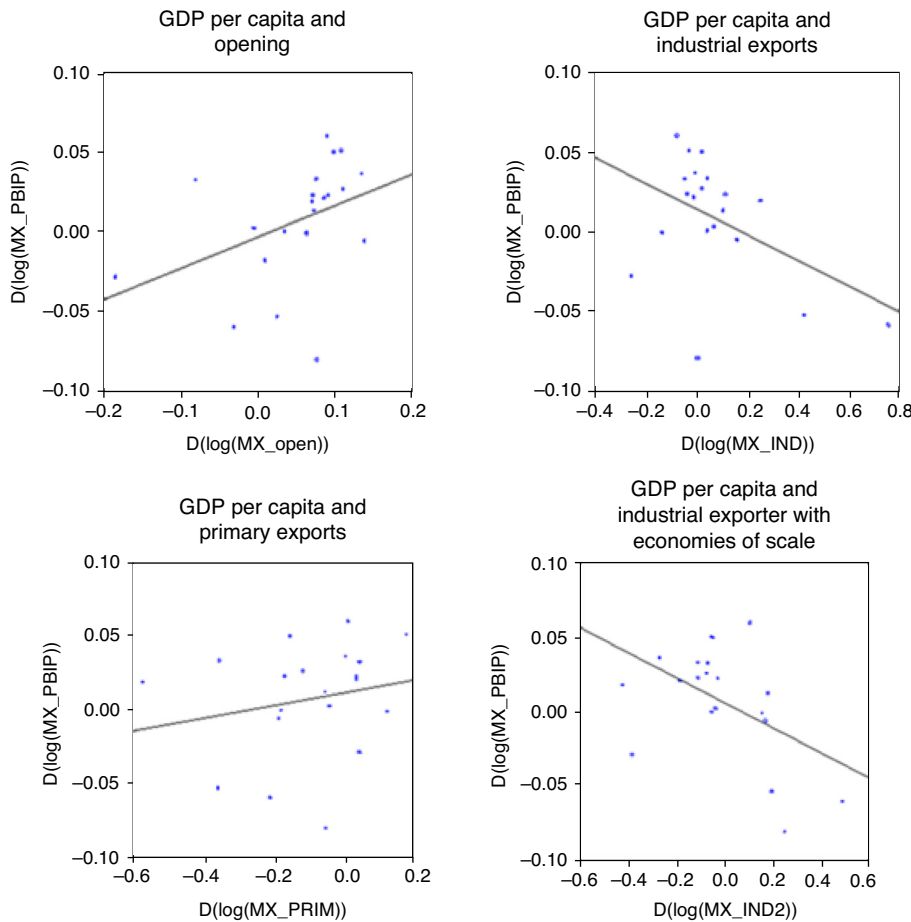 GDP per capita and
opening
0.10
0.05
0.00
−0.05
−0.10
D(log(MX_PBIP))
−0.2
−0.1
0.0
0.1
0.2
D(log(MX_open))
GDP per capita and
industrial exports
0.10
0.05
0.00
−0.05
−0.10
D(log(MX_PBIP))
−0.4
−0.2
0.0
0.2
0.4
0.6
0.8
D(log(MX_IND))
GDP per capita and
primary exports
0.10
0.05
0.00
−0.05
−0.10
D(log(MX_PBIP))
−0.6
−0.4
−0.2
0.0
0.2
D(log(MX_PRIM))
GDP per capita and
industrial exporter with
economies of scale
0.10
0.05
0.00
−0.05
−0.10
D(log(MX_PBIP))
−0.6
−0.4
−0.2
0.0
0.2
0.4
0.6
D(log(MX_IND2))